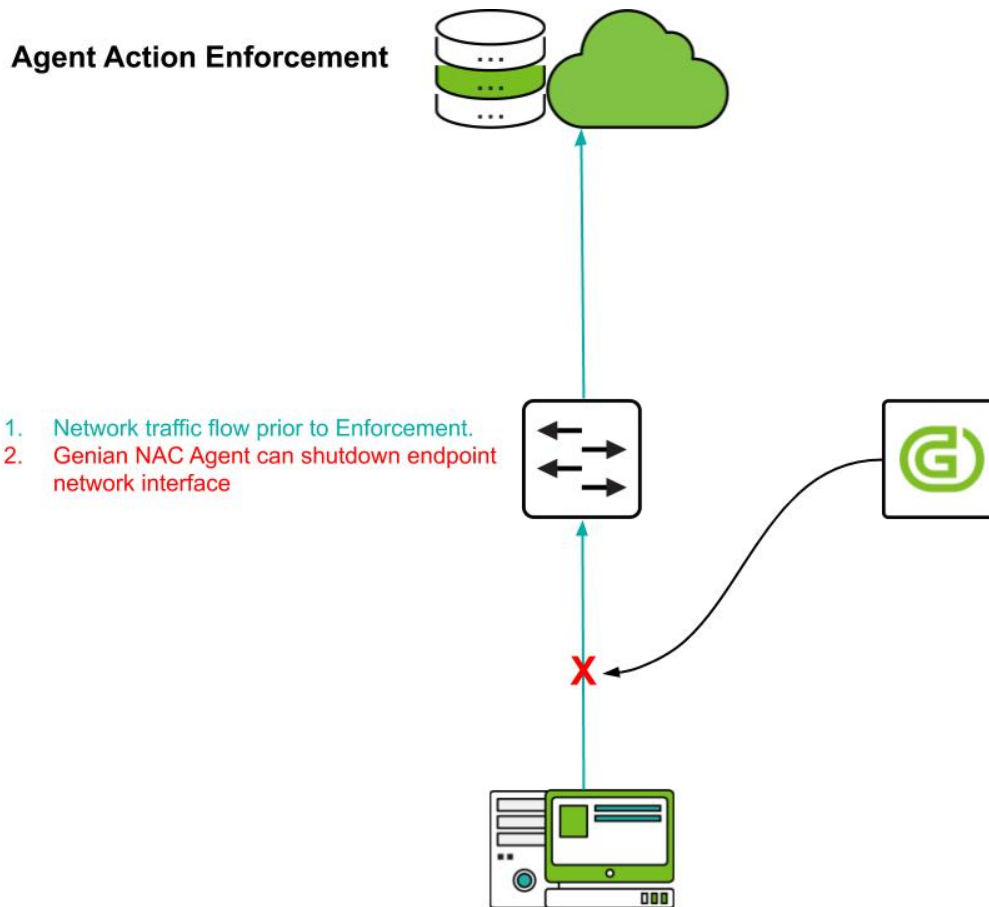 Agent Action Enforcement
1. Network traffic flow prior to Enforcement.
2. Genian NAC Agent can shutdown endpoint
network interface
G
X